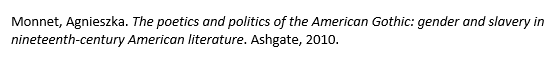 Monnet, Agnieszka. The poetics and politics of the American Gothic: gender and slavery in
nineteenth-century American literature. Ashgate, 2010.